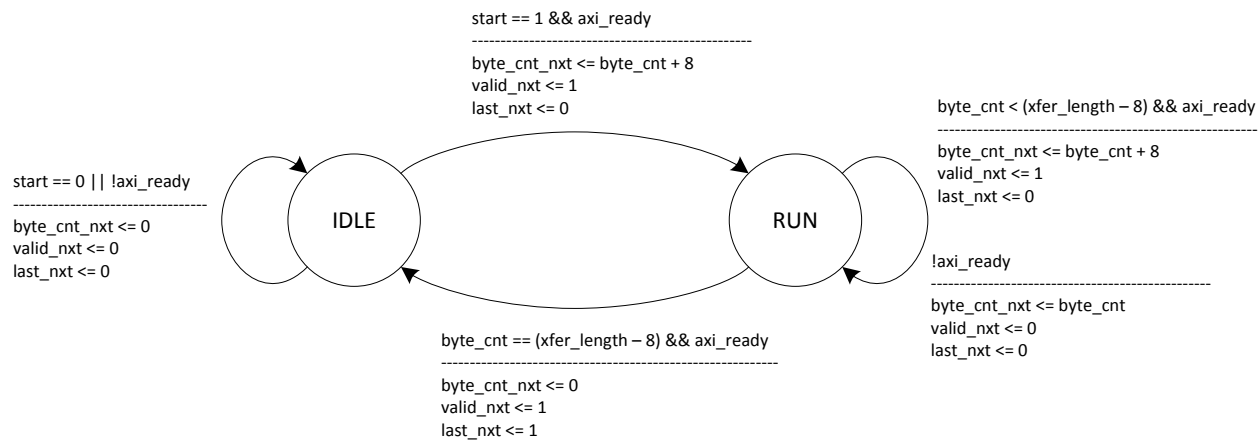 start == 1 && axi_ready
-------------------------------------------------
byte_cnt_nxt <= byte_cnt + 8
valid_nxt <= 1
last_nxt <= 0
byte_cnt < (xfer_length – 8) && axi_ready
--------------------------------------------------------
byte_cnt_nxt <= byte_cnt + 8
valid_nxt <= 1
last_nxt <= 0
start == 0 || !axi_ready
----------------------------------
byte_cnt_nxt <= 0
valid_nxt <= 0
last_nxt <= 0
IDLE
RUN
!axi_ready
-------------------------------------------------
byte_cnt_nxt <= byte_cnt
valid_nxt <= 0
last_nxt <= 0
byte_cnt == (xfer_length – 8) && axi_ready
-----------------------------------------------------------
byte_cnt_nxt <= 0
valid_nxt <= 1
last_nxt <= 1